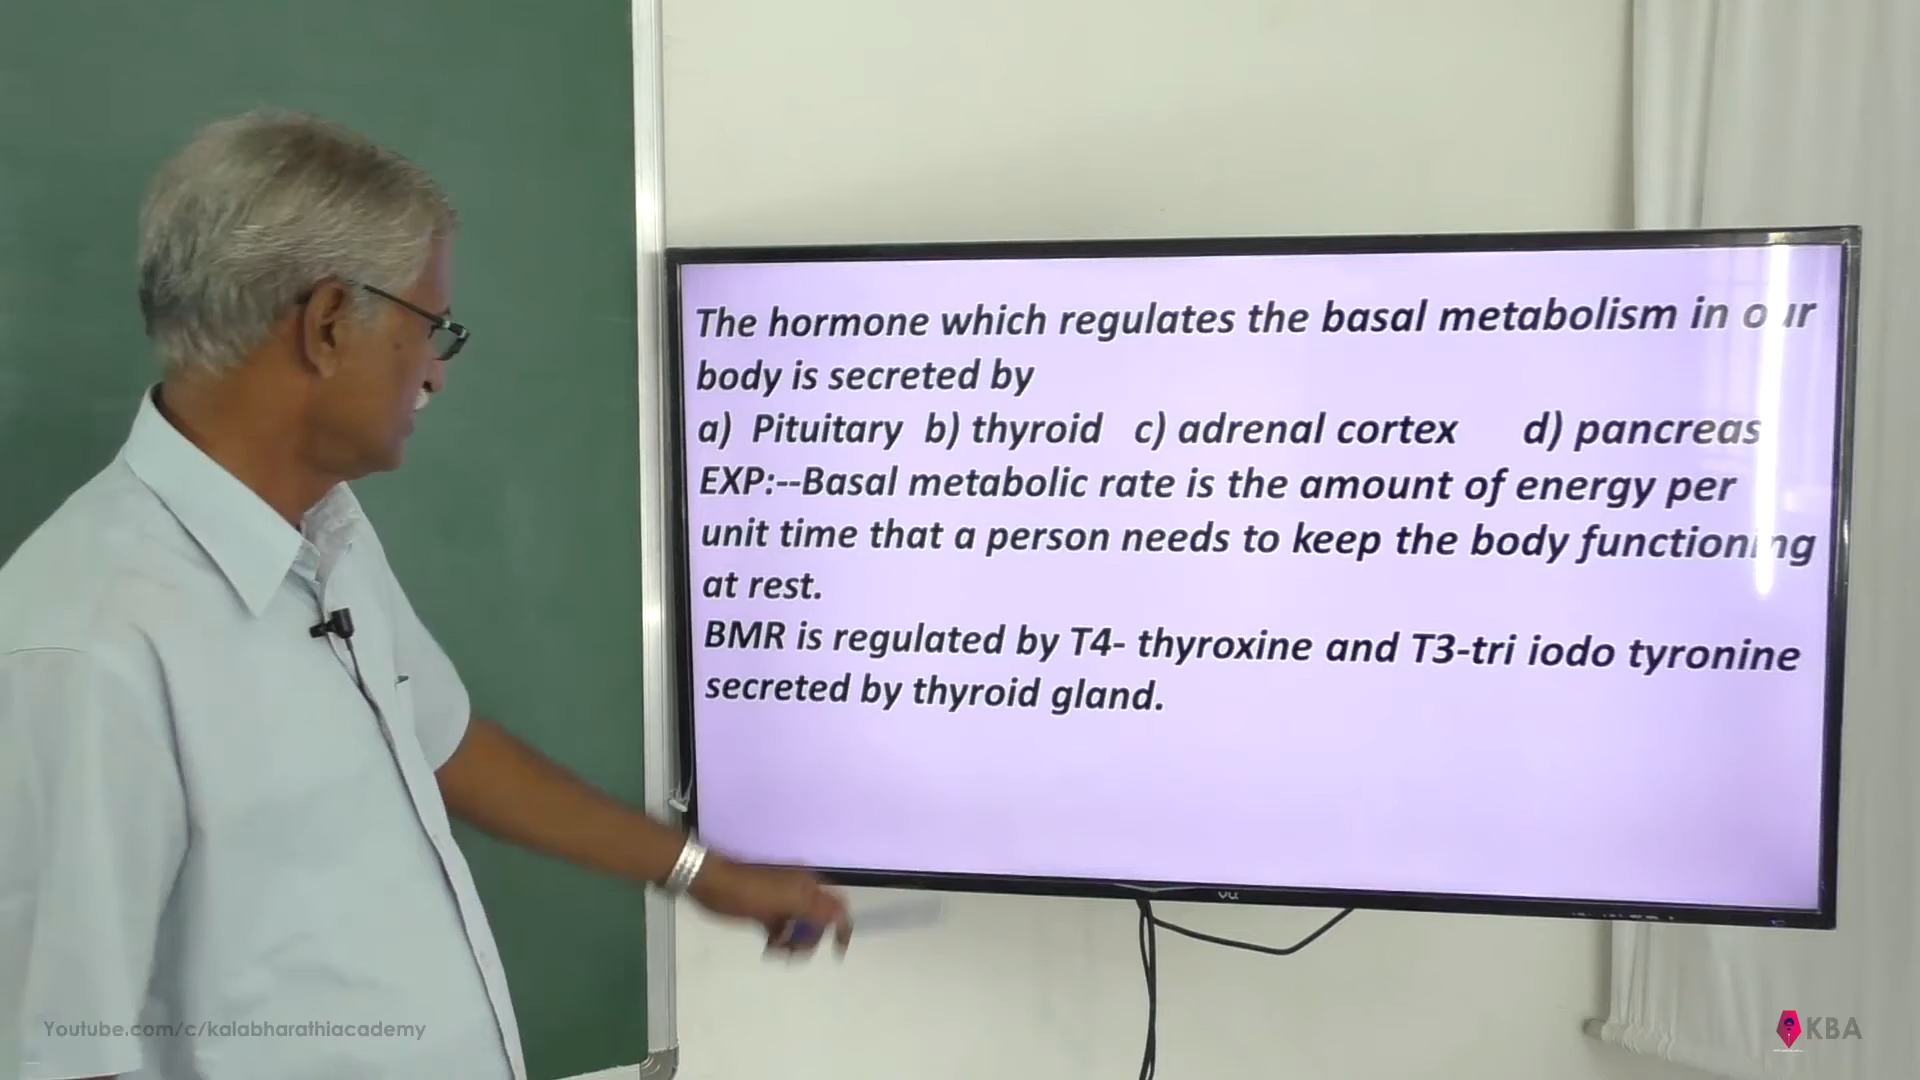 The hormone which regulates the basal metabolism in our
body is secreted by
a) Pituitary b) thyroid c) adrenal cortex d) pancreas
EXP:--Basal metabolic rate is the amount of energy per
unit time that a person needs to keep the body functioning
at rest.
BMR is regulated by T4- thyroxine and T3-tri iodo tyronine
secreted by thyroid gland.
Youtube.com/c/kalabharathiacademy
KBA